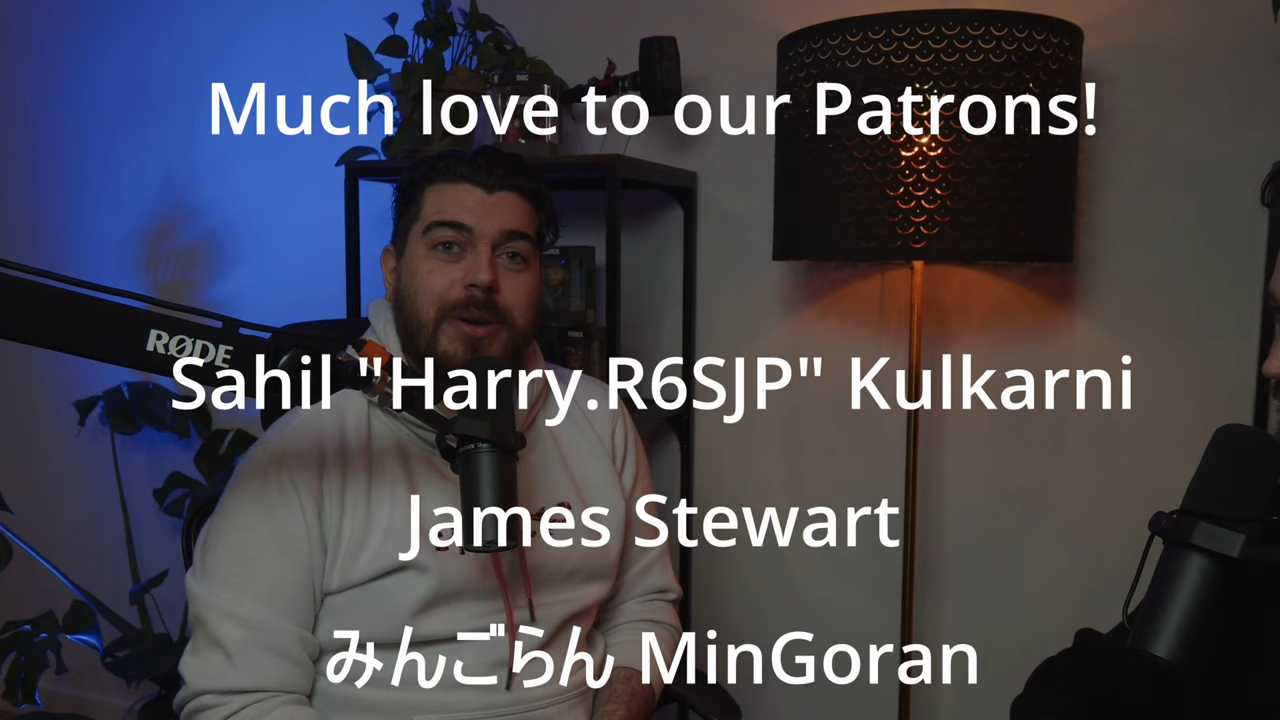 Much love to our Patrons!
RØDE
Sahil "Harry.R6SJP" Kulkarni
James Stewart
みんごらん MinGoran